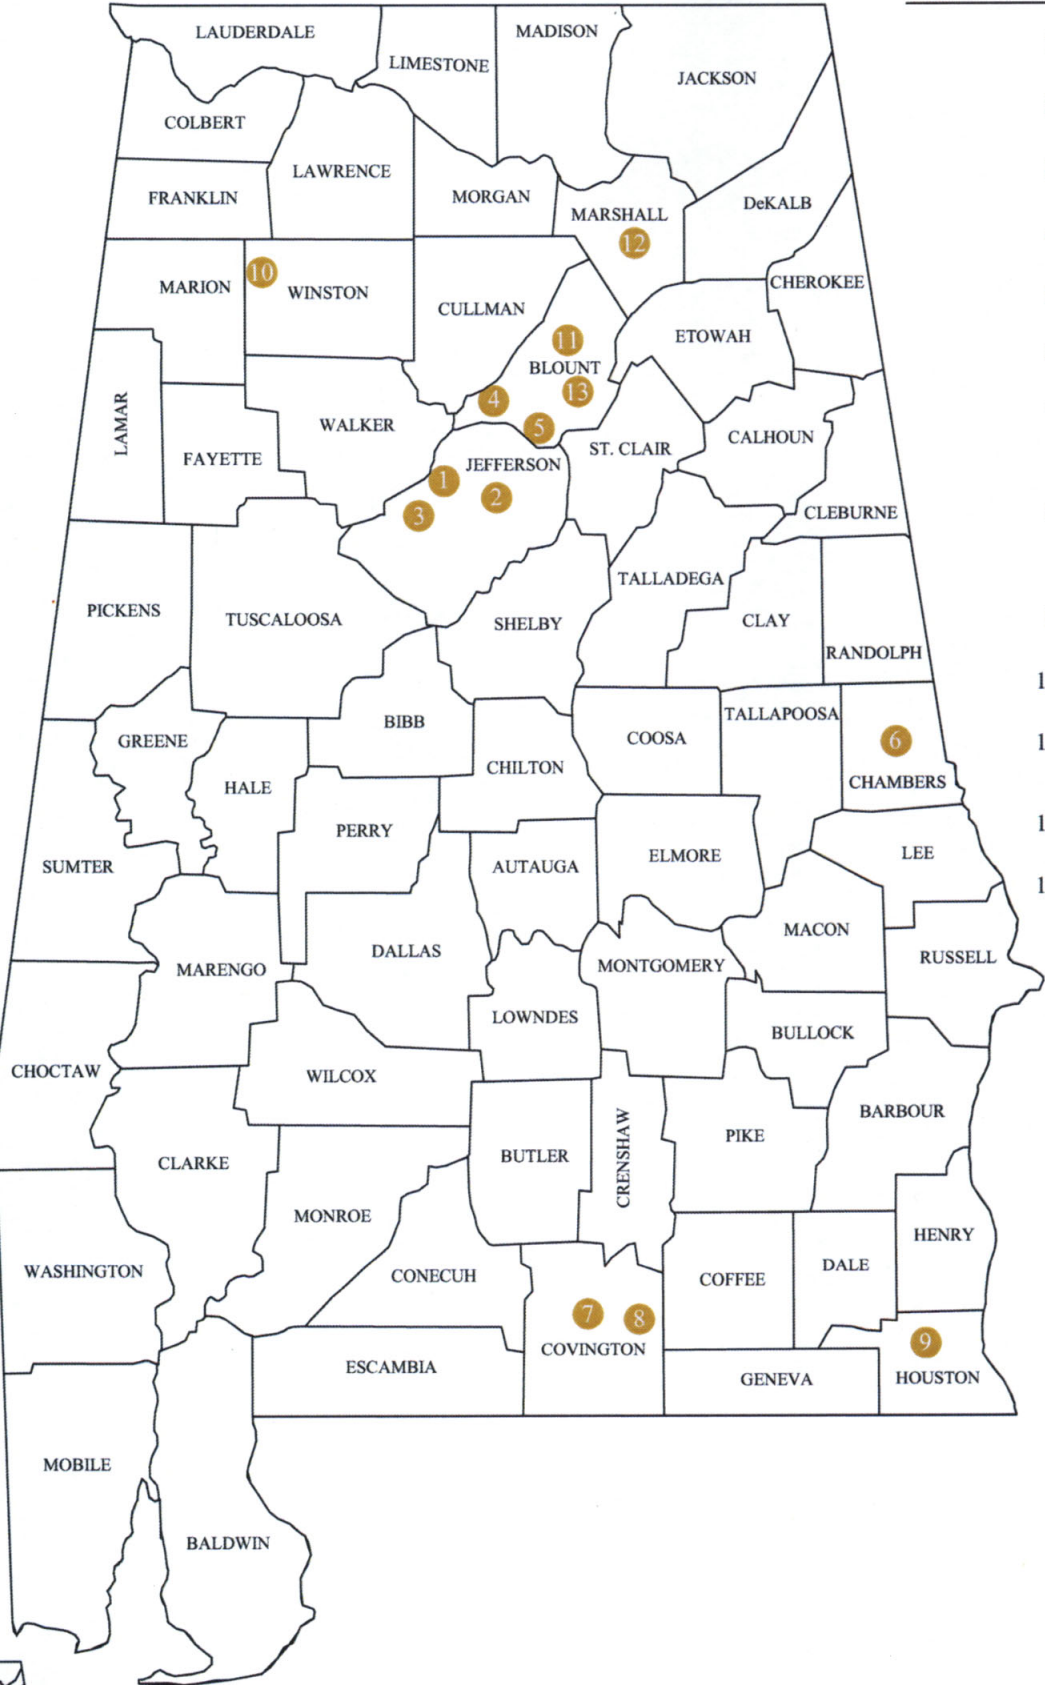 LAUDERDALE
LIMESTONE
MADISON
JACKSON
COLBERT
LAWRENCE
FRANKLIN
MORGAN
MARSHALL
12
DeKALB
MARION
10
WINSTON
CULLMAN
CHEROKEE
ETOWAH
11
BLOUNT
13
4
5
LAMAR
WALKER
FAYETTE
ST. CLAIR
CALHOUN
JEFFERSON
1
2
3
CLEBURNE
TALLADEGA
PICKENS
TUSCALOOSA
SHELBY
CLAY
RANDOLPH
1
BIBB
TALLAPOOSA
GREENE
COOSA
6
1
CHILTON
CHAMBERS
HALE
1
PERRY
SUMTER
AUTAUGA
ELMORE
LEE
1
MACON
DALLAS
MARENGO
MONTGOMERY
RUSSELL
LOWNDES
BULLOCK
CHOCTAW
WILCOX
BARBOUR
CLARKE
BUTLER
CRENSHAW
PIKE
MONROE
HENRY
WASHINGTON
CONECUH
COFFEE
DALE
7
8
COVINGTON
9
HOUSTON
ESCAMBIA
GENEVA
MOBILE
BALDWIN